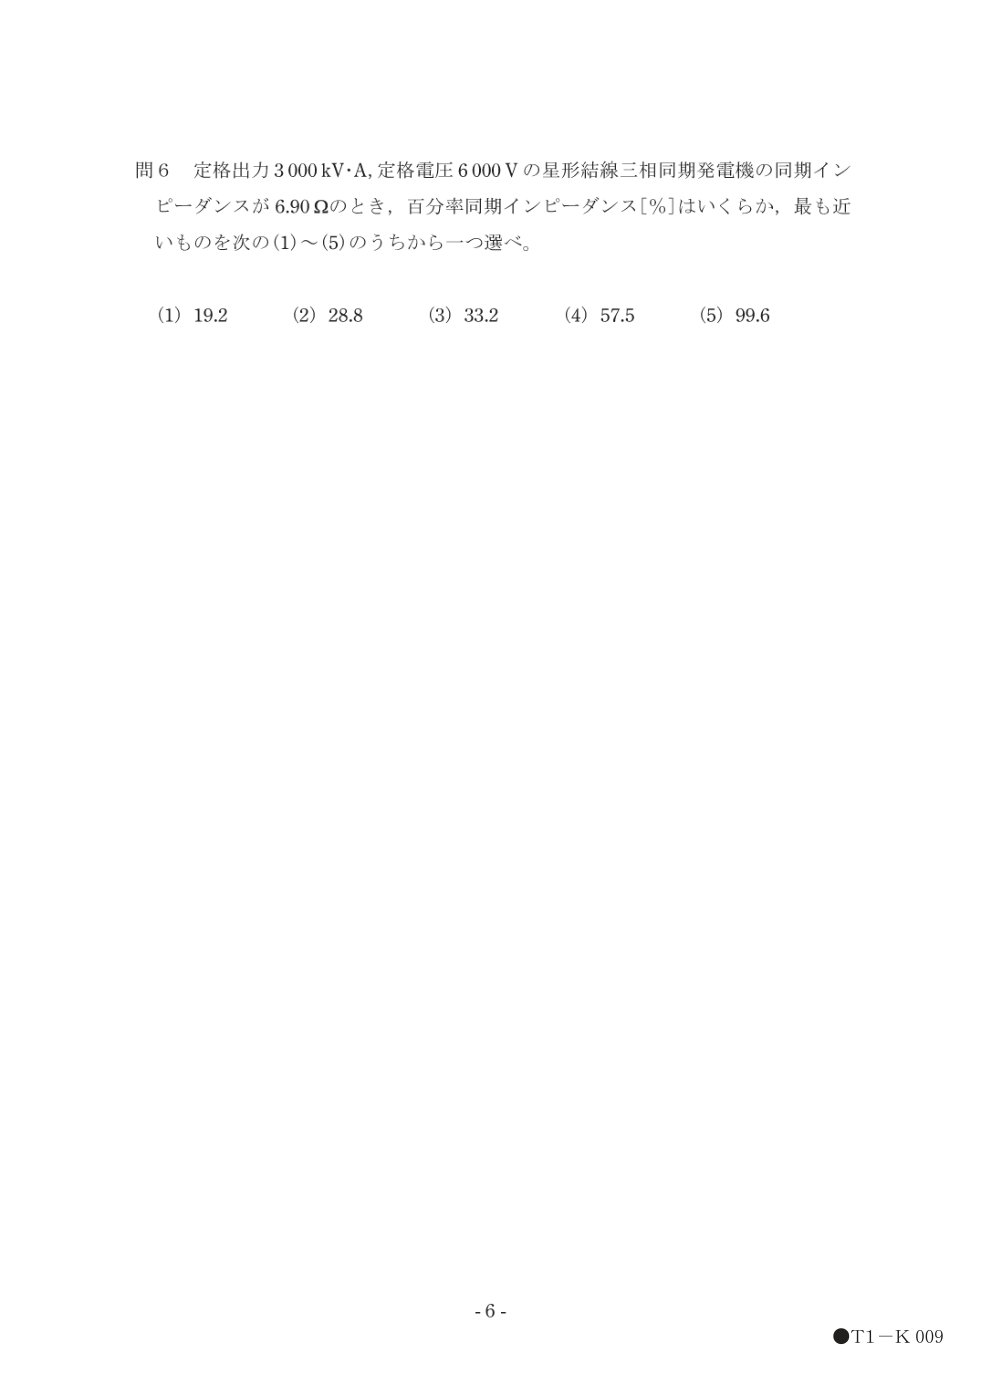 問６　定格出力 3 000 kV·A, 定格電圧 6 000 V の星形結線三相同期発電機の同期イン
ピーダンスが 6.90 Ωのとき，百分率同期インピーダンス[％]はいくらか，最も近
いものを次の(1)～(5)のうちから一つ選べ。
(1) 19.2　(2) 28.8　(3) 33.2　(4) 57.5　(5) 99.6
- 6 -
●T1－K 009